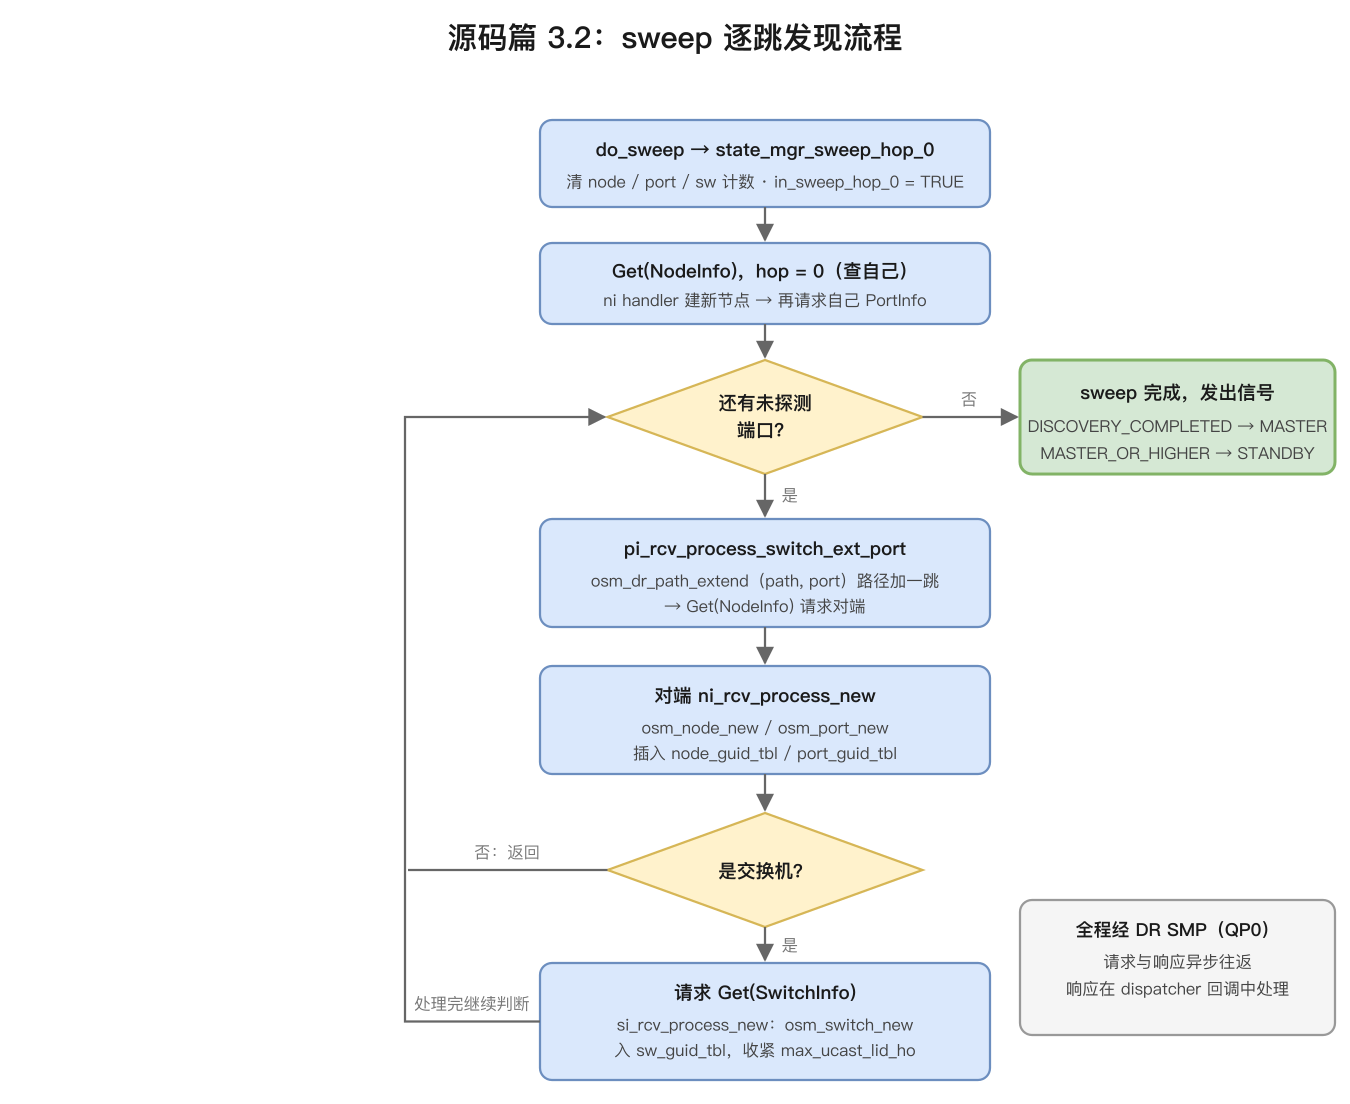 源码篇 3.2：sweep 逐跳发现流程
do_sweep → state_mgr_sweep_hop_0
清 node / port / sw 计数 · in_sweep_hop_0 = TRUE
Get(NodeInfo)，hop = 0（查自己）
ni handler 建新节点 → 再请求自己 PortInfo
还有未探测
端口？
否
sweep 完成，发出信号
DISCOVERY_COMPLETED → MASTER
MASTER_OR_HIGHER → STANDBY
是
pi_rcv_process_switch_ext_port
osm_dr_path_extend（path, port）路径加一跳
→ Get(NodeInfo) 请求对端
对端 ni_rcv_process_new
osm_node_new / osm_port_new
插入 node_guid_tbl / port_guid_tbl
否：返回
是交换机？
是
全程经 DR SMP（QP0）
请求与响应异步往返
响应在 dispatcher 回调中处理
处理完继续判断
请求 Get(SwitchInfo)
si_rcv_process_new：osm_switch_new
入 sw_guid_tbl，收紧 max_ucast_lid_ho